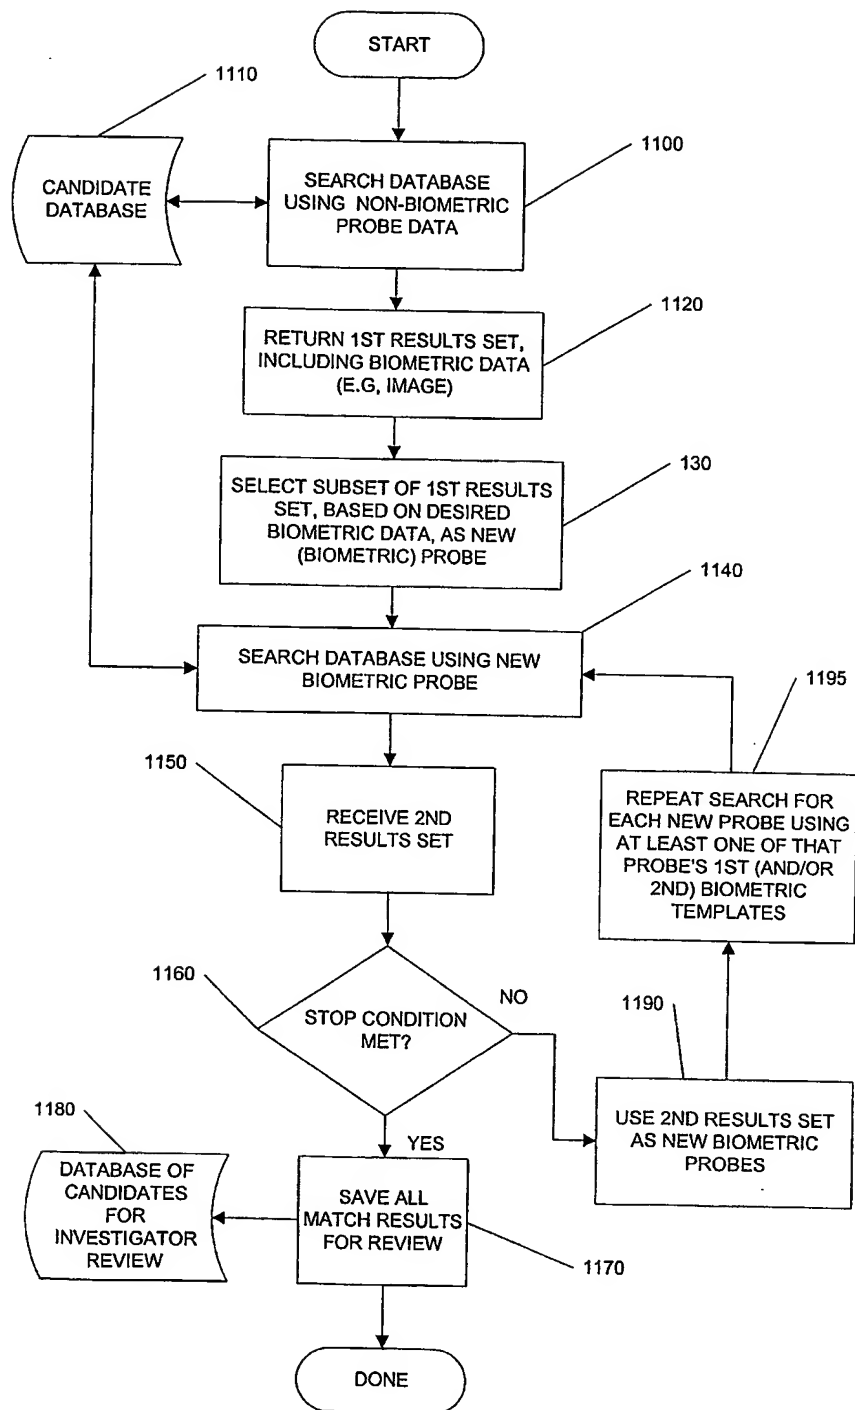 START
1110
1100
CANDIDATE
DATABASE
SEARCH DATABASE
USING NON-BIOMETRIC
PROBE DATA
1120
RETURN 1ST RESULTS SET,
INCLUDING BIOMETRIC DATA
(E.G, IMAGE)
130
SELECT SUBSET OF 1ST RESULTS
SET, BASED ON DESIRED
BIOMETRIC DATA, AS NEW
(BIOMETRIC) PROBE
1140
SEARCH DATABASE USING NEW
BIOMETRIC PROBE
1195
1150
RECEIVE 2ND
RESULTS SET
REPEAT SEARCH FOR
EACH NEW PROBE USING
AT LEAST ONE OF THAT
PROBE'S 1ST (AND/OR
2ND) BIOMETRIC
TEMPLATES
1160
STOP CONDITION
MET?
NO
1190
USE 2ND RESULTS SET
AS NEW BIOMETRIC
PROBES
YES
1180
DATABASE OF
CANDIDATES
FOR
INVESTIGATOR
REVIEW
SAVE ALL
MATCH RESULTS
FOR REVIEW
1170
DONE